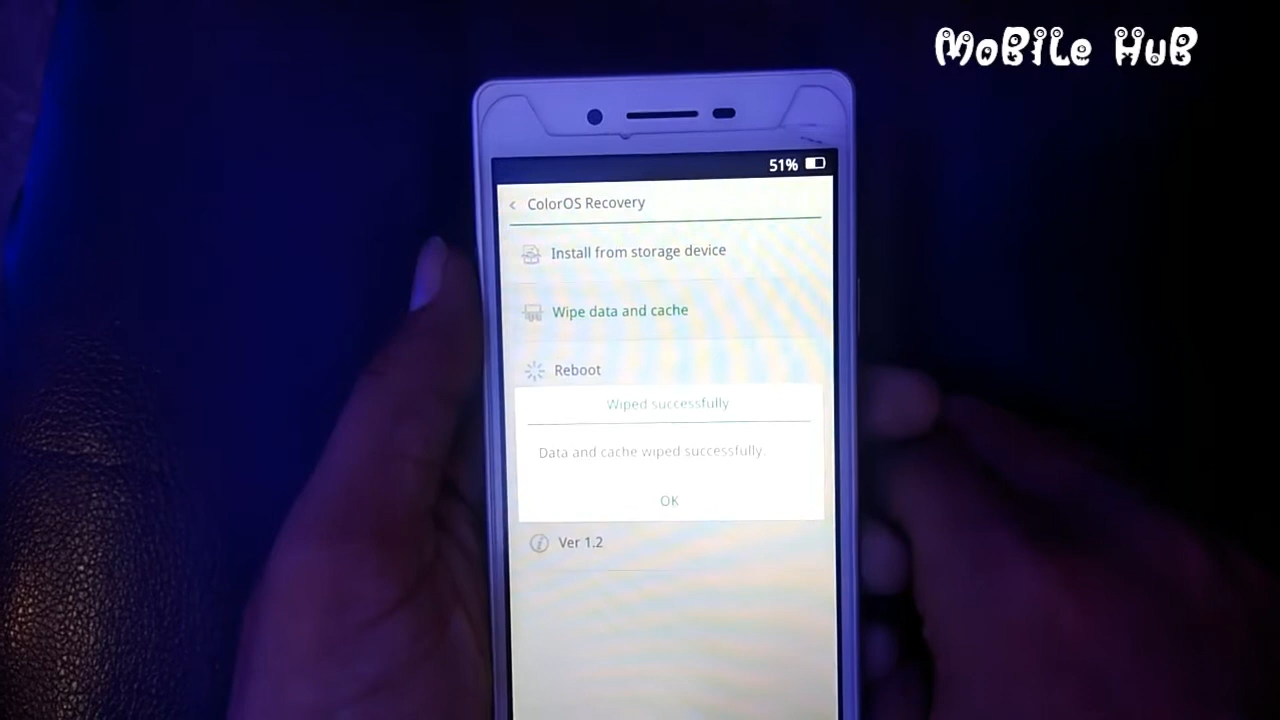 MoBiLe HuB
51%
ColorOS Recovery
Install from storage device
Wipe data and cache
Reboot
Wiped successfully
Data and cache wiped successfully.
OK
Ver 1.2